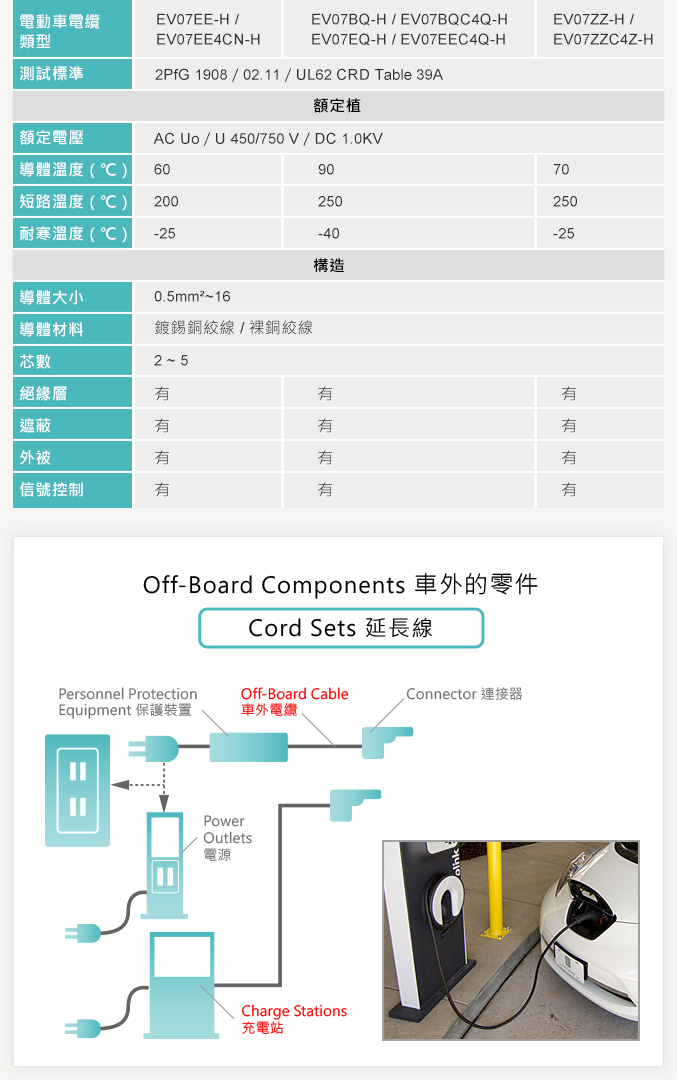 電動車電纜
類型
EV07EE-H /
EV07EE4CN-H
EV07BQ-H / EV07BQC4Q-H
EV07EQ-H / EV07EEC4Q-H
EV07ZZ-H /
EV07ZZC4Z-H
測試標準 2PfG 1908 / 02.11 / UL62 CRD Table 39A
額定植
額定電壓 AC Uo / U 450/750 V / DC 1.0KV
導體溫度 ( ℃ ) 60 90 70
短路溫度 ( ℃ ) 200 250 250
耐寒溫度 ( ℃ ) -25 -40 -25
構造
導體大小 0.5mm²~16
導體材料 鍍錫銅絞線 / 裸銅絞線
芯數 2 ~ 5
絕緣層 有 有 有
遮蔽 有 有 有
外被 有 有 有
信號控制 有 有 有
Off-Board Components 車外的零件
Cord Sets 延長線
Personnel Protection
Equipment 保護裝置
Off-Board Cable
車外電纜
Connector 連接器
Power
Outlets
電源
Charge Stations
充電站